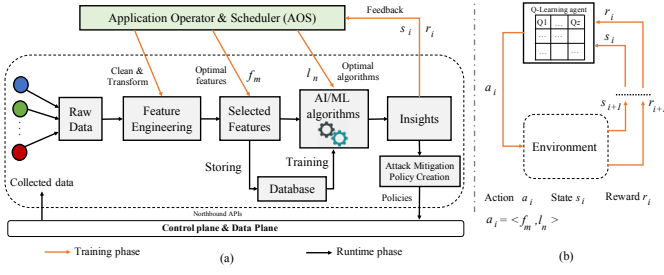 Application Operator & Scheduler (AOS)
Feedback
s i
r i
Clean &
Transform
Optimal
features
f m
l n
Optimal
algorithms
Raw
Data
Feature
Engineering
Selected
Features
AI/ML
algorithms
Insights
Storing
Training
Database
Attack Mitigation
Policy Creation
Collected data
Policies
Northbound APIs
Control plane & Data Plane
Training phase
(a)
Runtime phase
Q-Learning agent
Q1 ... Qz
... ...
r i
s i
a i
s i+1
r i+
Environment
Action a i State s i Reward r i
a i = < f m , l n >
(b)